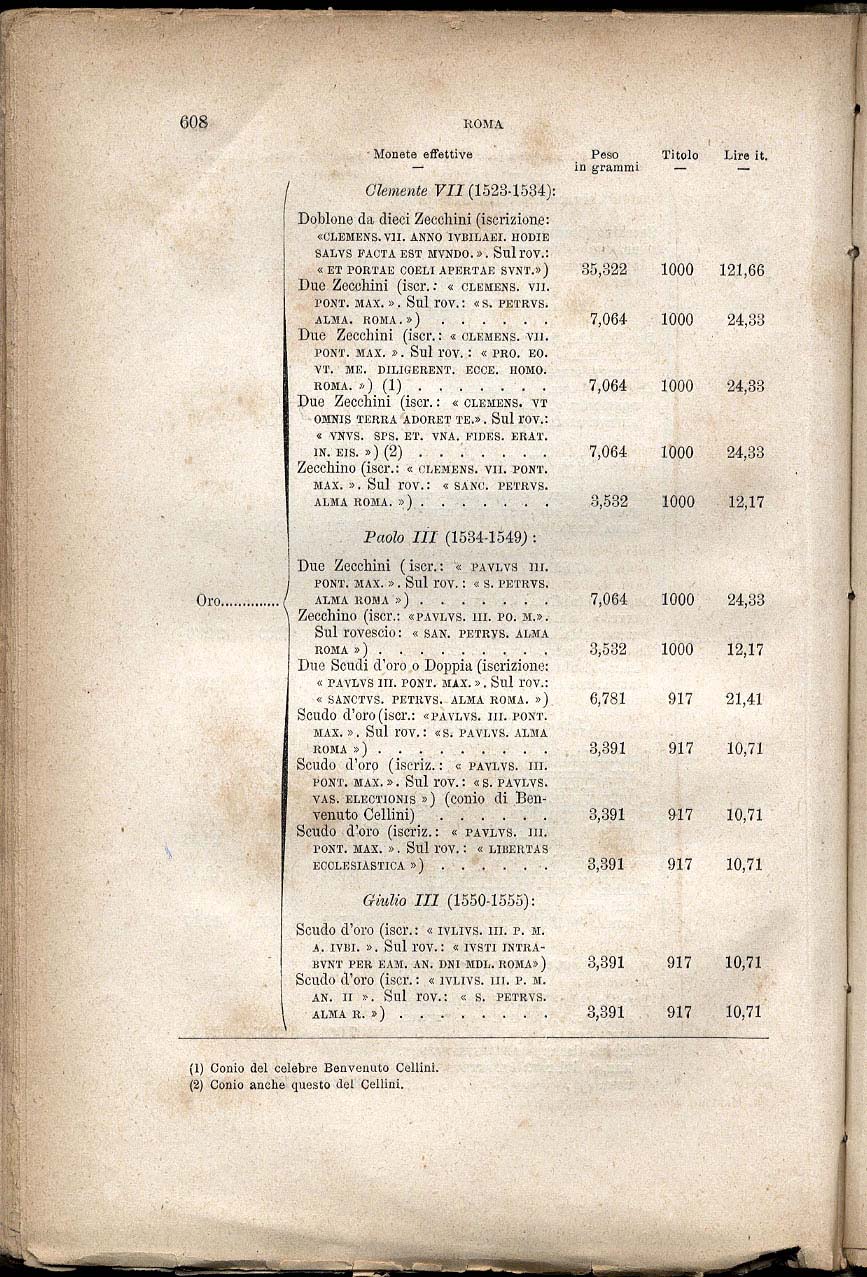 608
ROMA
Monete effettive Peso in grammi Titolo Lire it.
Clemente VII (1523-1534):
Doblone da dieci Zecchini (iscrizione:
«CLEMENS. VII. ANNO IVBILAEI. HODIE
SALVS FACTA EST MVNDO.». Sul rov.:
« ET PORTAE COELI APERTAE SVNT.») 35,322 1000 121,66
Due Zecchini (iscr.: « CLEMENS. VII.
PONT. MAX. ». Sul rov.: «S. PETRVS.
ALMA. ROMA.») . . . . . . 7,064 1000 24,33
Due Zecchini (iscr.: « CLEMENS. VII.
PONT. MAX. ». Sul rov. : « PRO. EO.
VT. ME. DILIGERENT. ECCE. HOMO.
ROMA. ») (1) . . . . . . . 7,064 1000 24,33
Due Zecchini (iscr.: « CLEMENS. VT
OMNIS TERRA ADORET TE.». Sul rov.:
« VNVS. SPS. ET. VNA. FIDES. ERAT.
IN. EIS. ») (2) . . . . . . . 7,064 1000 24,33
Zecchino (iscr.: « CLEMENS. VII. PONT.
MAX. ». Sul rov.: « SANC. PETRVS.
ALMA ROMA. ») . . . . . . . 3,532 1000 12,17
Paolo III (1534-1549) :
Due Zecchini ( iscr.: « PAVLVS III.
PONT. MAX. ». Sul rov. : « S. PETRVS.
Oro.............. ALMA ROMA ») . . . . . . . 7,064 1000 24,33
Zecchino (iscr.: «PAVLVS. III. PO. M.».
Sul rovescio: « SAN. PETRVS. ALMA
ROMA ») . . . . . . . . . 3,532 1000 12,17
Due Scudi d'oro o Doppia (iscrizione:
« PAVLVS III. PONT. MAX. ». Sul rov.:
« SANCTVS. PETRVS. ALMA ROMA. ») 6,781 917 21,41
Scudo d'oro (iscr.: «PAVLVS. III. PONT.
MAX. ». Sul rov.: «S. PAVLVS. ALMA
ROMA ») . . . . . . . . . 3,391 917 10,71
Scudo d'oro (iscriz.: « PAVLVS. III.
PONT. MAX. ». Sul rov.: «S. PAVLVS.
VAS. ELECTIONIS ») (conio di Ben-
venuto Cellini) . . . . . . 3,391 917 10,71
Scudo d'oro (iscriz.: « PAVLVS. III.
PONT. MAX. ». Sul rov. : « LIBERTAS
ECCLESIASTICA ») . . . . . . 3,391 917 10,71
Giulio III (1550-1555):
Scudo d'oro (iscr.: « IVLIVS. III. P. M.
A. IVBI. ». Sul rov.: « IVSTI INTRA-
BVNT PER EAM. AN. DNI MDL. ROMA») 3,391 917 10,71
Scudo d'oro (iscr.: « IVLIVS. III. P. M.
AN. II ». Sul rov.: « S. PETRVS.
ALMA R. ») . . . . . . . . 3,391 917 10,71
(1) Conio del celebre Benvenuto Cellini.
(2) Conio anche questo del Cellini.